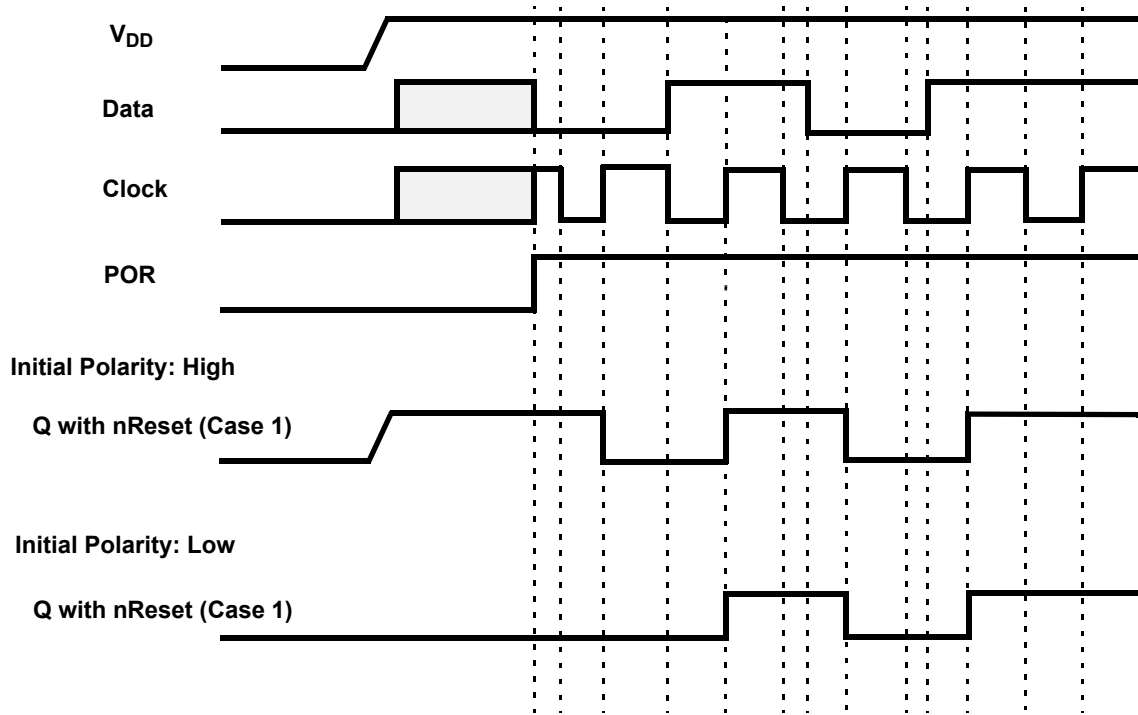 VDD
Data
Clock
POR
Initial Polarity: High
Q with nReset (Case 1)
Initial Polarity: Low
Q with nReset (Case 1)